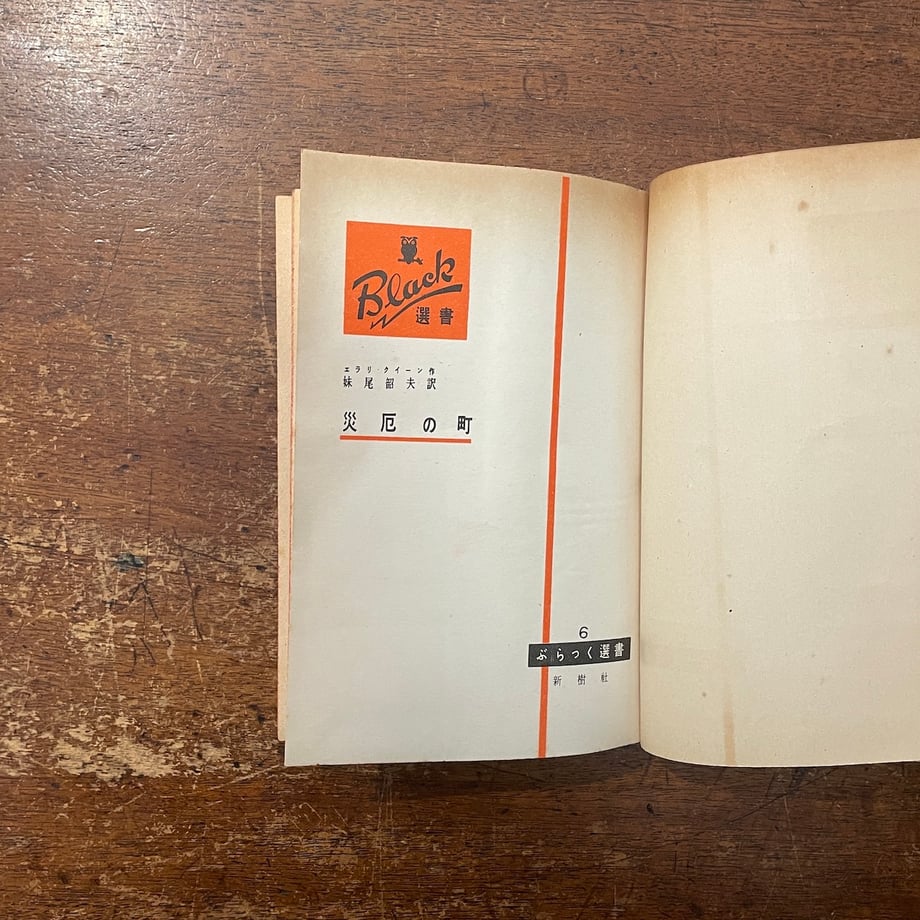 Black
選書
エラリ・クイーン作
妹尾韶夫訳
災厄の町
6
ぶらっく選書
新樹社